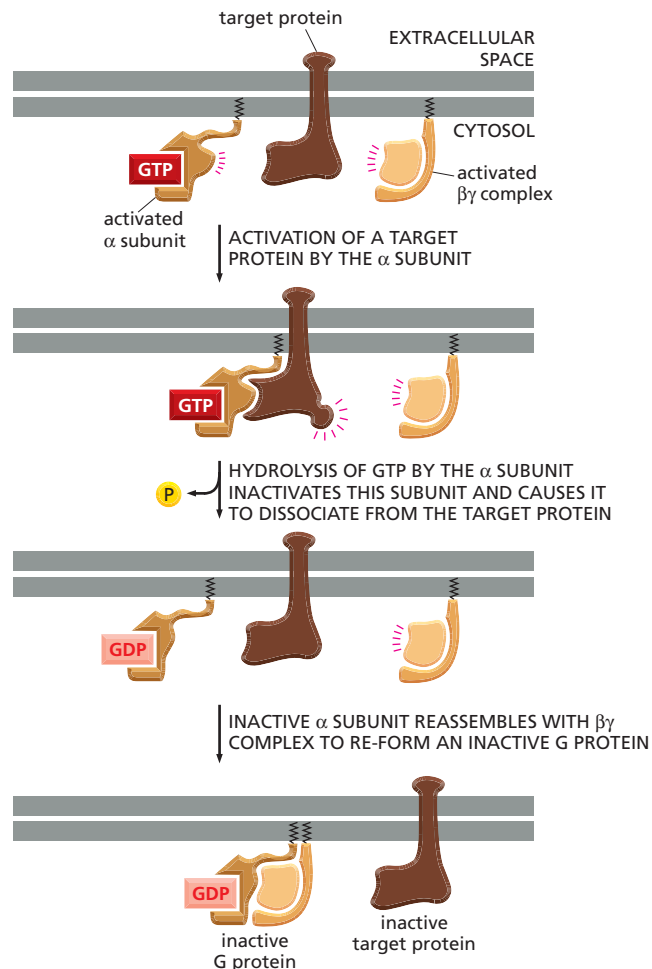 target protein
EXTRACELLULAR
SPACE
CYTOSOL
GTP
activated
βγ complex
activated
α subunit
ACTIVATION OF A TARGET
PROTEIN BY THE α SUBUNIT
GTP
P
HYDROLYSIS OF GTP BY THE α SUBUNIT
INACTIVATES THIS SUBUNIT AND CAUSES IT
TO DISSOCIATE FROM THE TARGET PROTEIN
GDP
INACTIVE α SUBUNIT REASSEMBLES WITH βγ
COMPLEX TO RE-FORM AN INACTIVE G PROTEIN
GDP
inactive
G protein
inactive
target protein